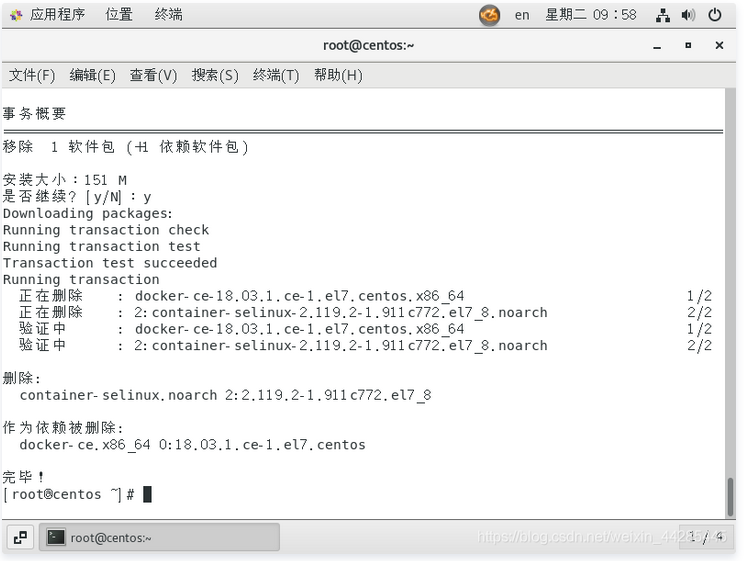 应用程序 位置 终端 en 星期二 09:58
root@centos:~
文件(F) 编辑(E) 查看(V) 搜索(S) 终端(T) 帮助(H)
事务概要
移除 1 软件包 (+1 依赖软件包)
安装大小：151 M
是否继续？[y/N]：y
Downloading packages:
Running transaction check
Running transaction test
Transaction test succeeded
Running transaction
正在删除 : docker-ce-18.03.1.ce-1.el7.centos.x86_64 1/2
正在删除 : 2:container-selinux-2.119.2-1.911c772.el7_8.noarch 2/2
验证中 : docker-ce-18.03.1.ce-1.el7.centos.x86_64 1/2
验证中 : 2:container-selinux-2.119.2-1.911c772.el7_8.noarch 2/2
删除:
container-selinux.noarch 2:2.119.2-1.911c772.el7_8
作为依赖被删除:
docker-ce.x86_64 0:18.03.1.ce-1.el7.centos
完毕！
[root@centos ~]#
root@centos:~ 1 / 4